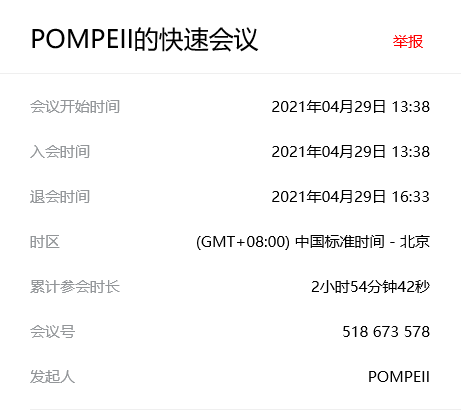 POMPEII的快速会议 举报
会议开始时间 2021年04月29日 13:38
入会时间 2021年04月29日 13:38
退会时间 2021年04月29日 16:33
时区 (GMT+08:00) 中国标准时间 - 北京
累计参会时长 2小时54分钟42秒
会议号 518 673 578
发起人 POMPEII